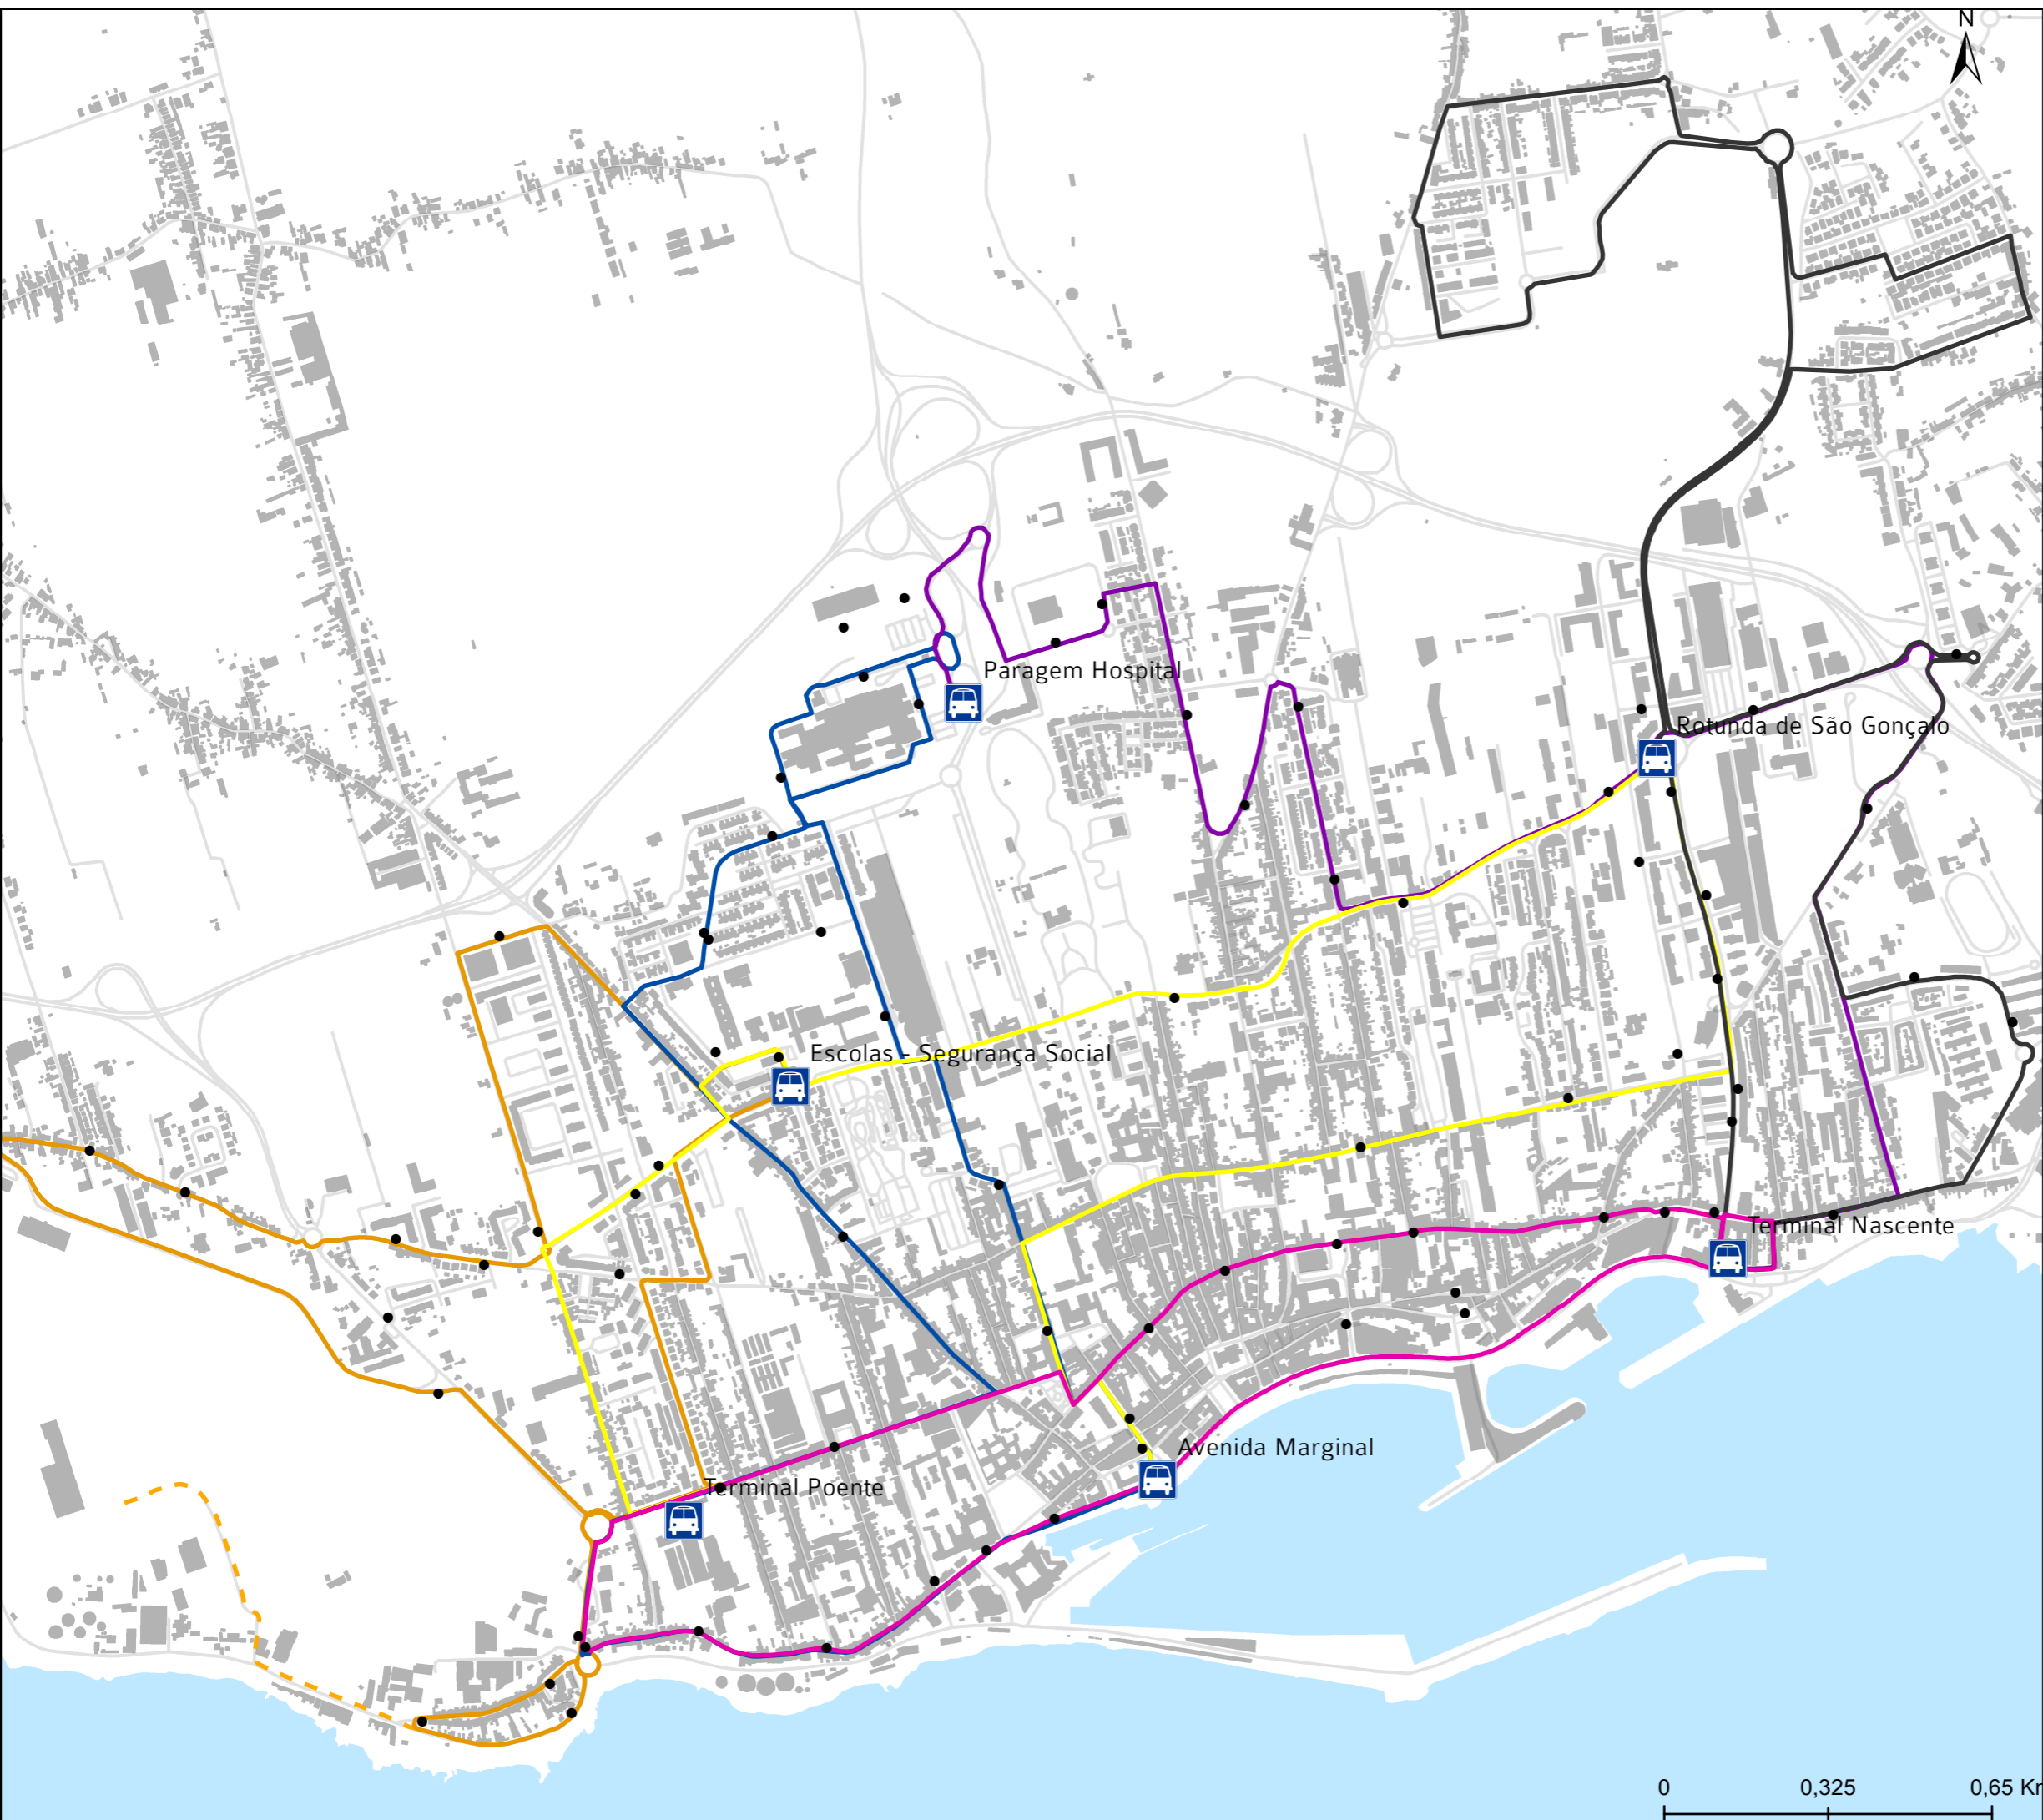 N
Paragem Hospital
Rotunda de São Gonçalo
Escolas - Segurança Social
Terminal Nascente
Avenida Marginal
Terminal Poente
0 0,325 0,65 Kr